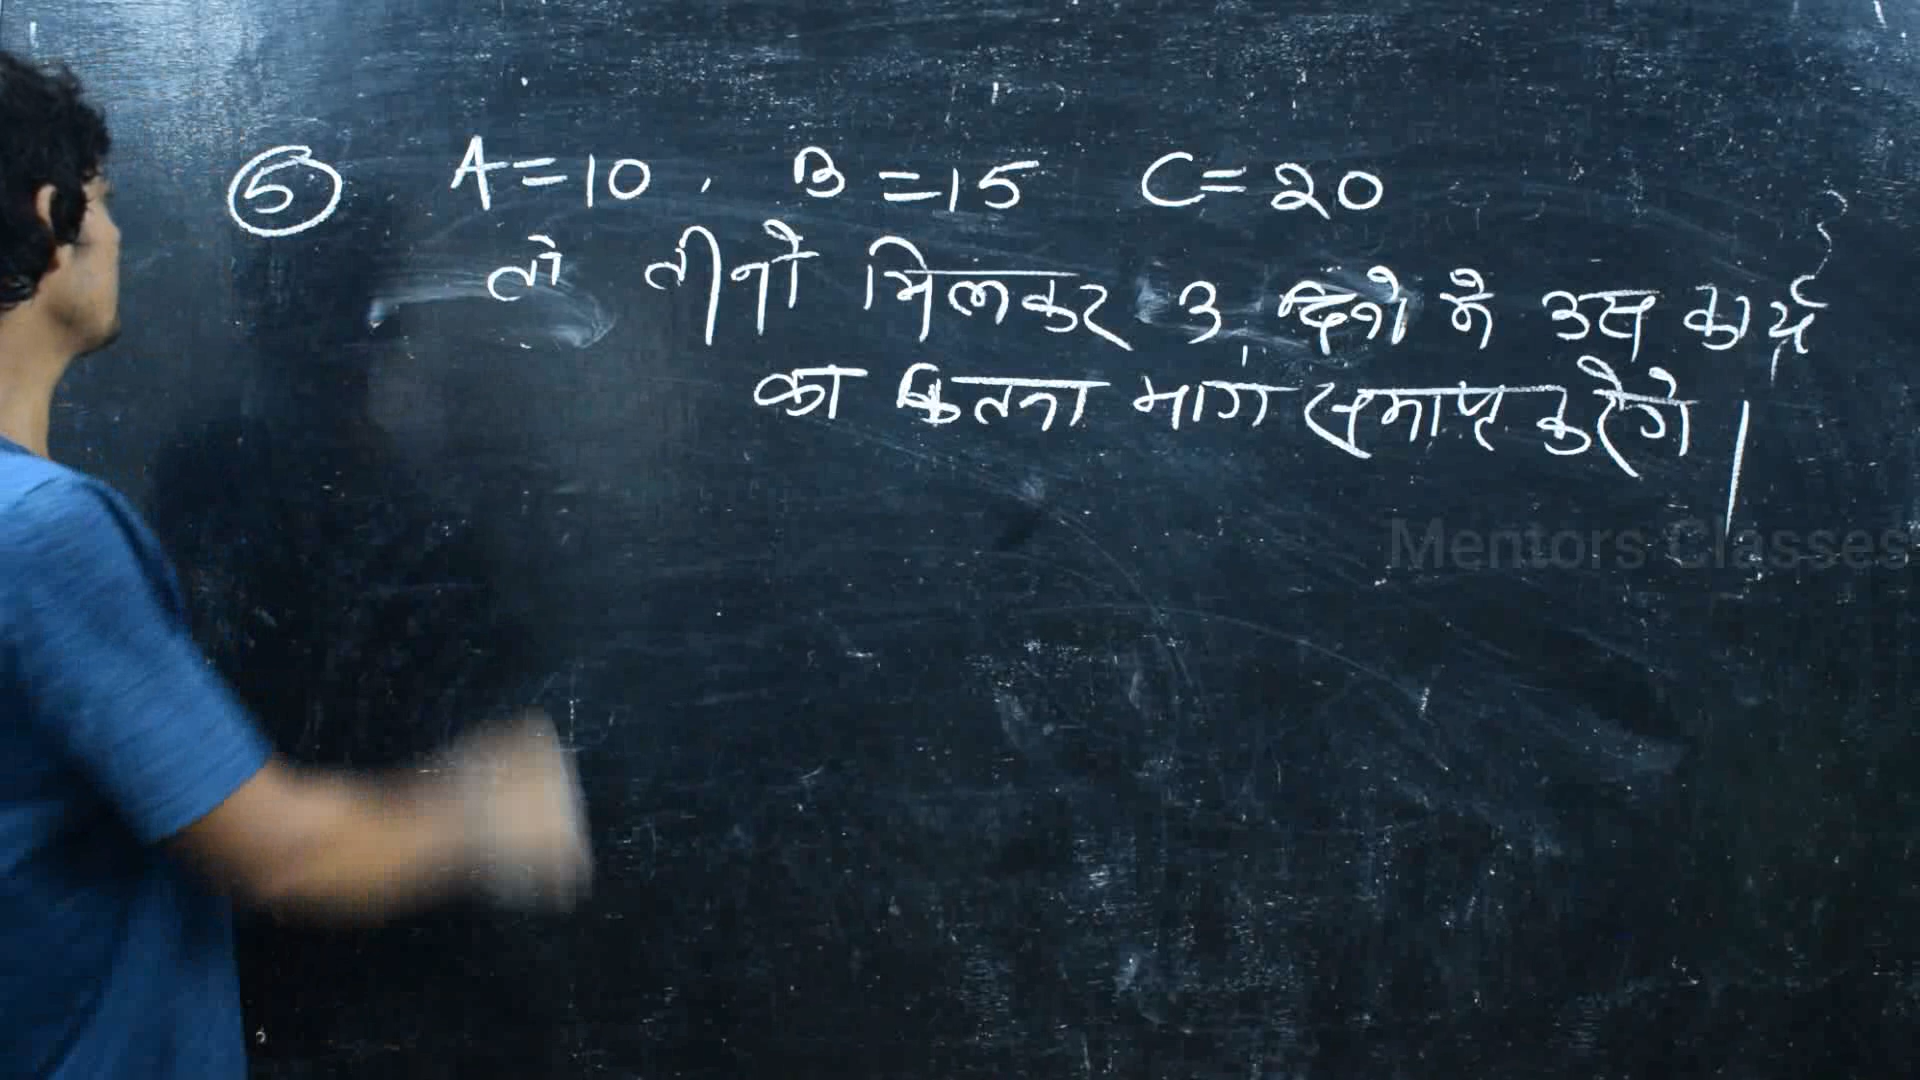 5 A=10, B=15 C=20
तो तीनो मिलकर 3 दिनो मे उस कार्य
का कितना भाग समाप्त करेगे।
Mentors Classes